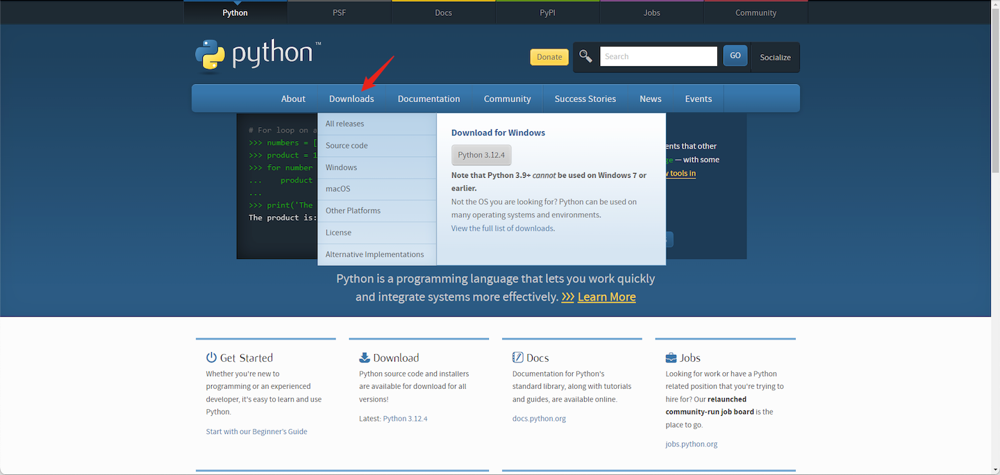 Python PSF Docs PyPI Jobs Community
python™
Donate Search GO Socialize
About Downloads Documentation Community Success Stories News Events
# For loop on a
>>> numbers = [
>>> product = 1
>>> for number
... product
...
>>> print('The
The product is:
All releases
Source code
Windows
macOS
Other Platforms
License
Alternative Implementations
Download for Windows
Python 3.12.4
Note that Python 3.9+ cannot be used on Windows 7 or
earlier.
Not the OS you are looking for? Python can be used on
many operating systems and environments.
View the full list of downloads.
that other
— with some
tools in
Python is a programming language that lets you work quickly
and integrate systems more effectively. >>> Learn More
Get Started
Whether you're new to
programming or an experienced
developer, it's easy to learn and use
Python.
Start with our Beginner's Guide
Download
Python source code and installers
are available for download for all
versions!
Latest: Python 3.12.4
Docs
Documentation for Python's
standard library, along with tutorials
and guides, are available online.
docs.python.org
Jobs
Looking for work or have a Python
related position that you're trying to
hire for? Our relaunched
community-run job board is the
place to go.
jobs.python.org